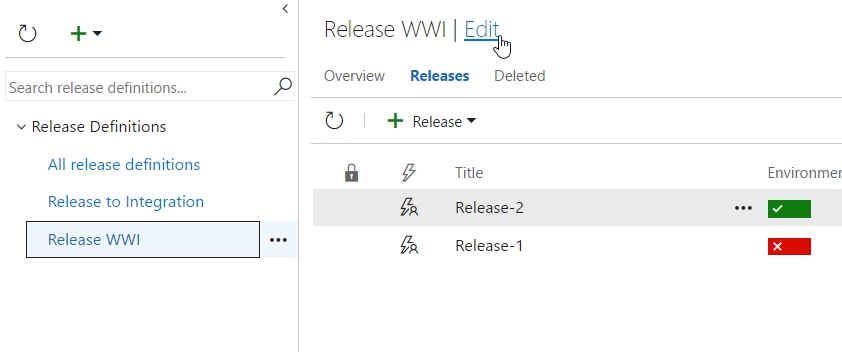 Release WWI | Edit
Search release definitions...
Overview Releases Deleted
Release Definitions
Release
All release definitions
Title Environmen
Release to Integration
Release-2
Release WWI
Release-1